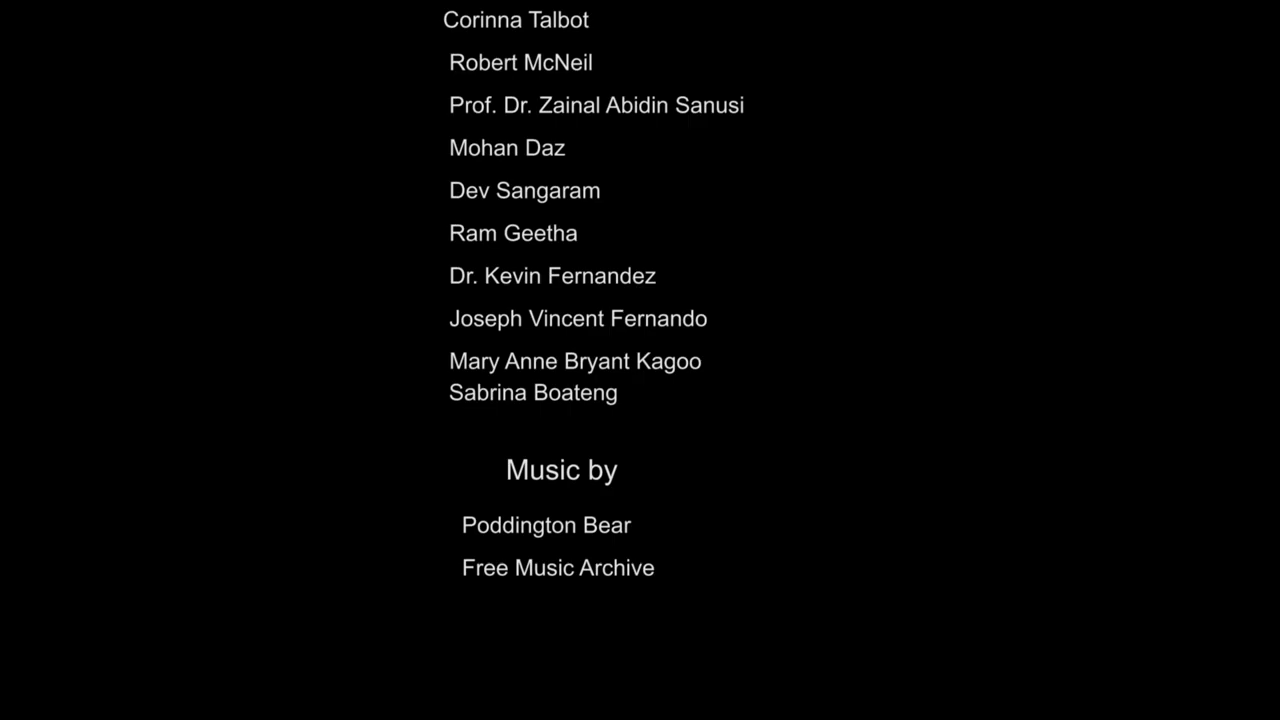 Corinna Talbot
Robert McNeil
Prof. Dr. Zainal Abidin Sanusi
Mohan Daz
Dev Sangaram
Ram Geetha
Dr. Kevin Fernandez
Joseph Vincent Fernando
Mary Anne Bryant Kagoo
Sabrina Boateng
Music by
Poddington Bear
Free Music Archive